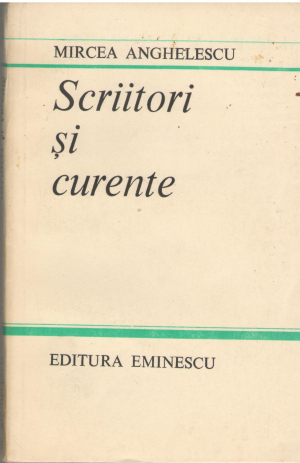 MIRCEA ANGHELESCU
Scriitori
și
curente
EDITURA EMINESCU